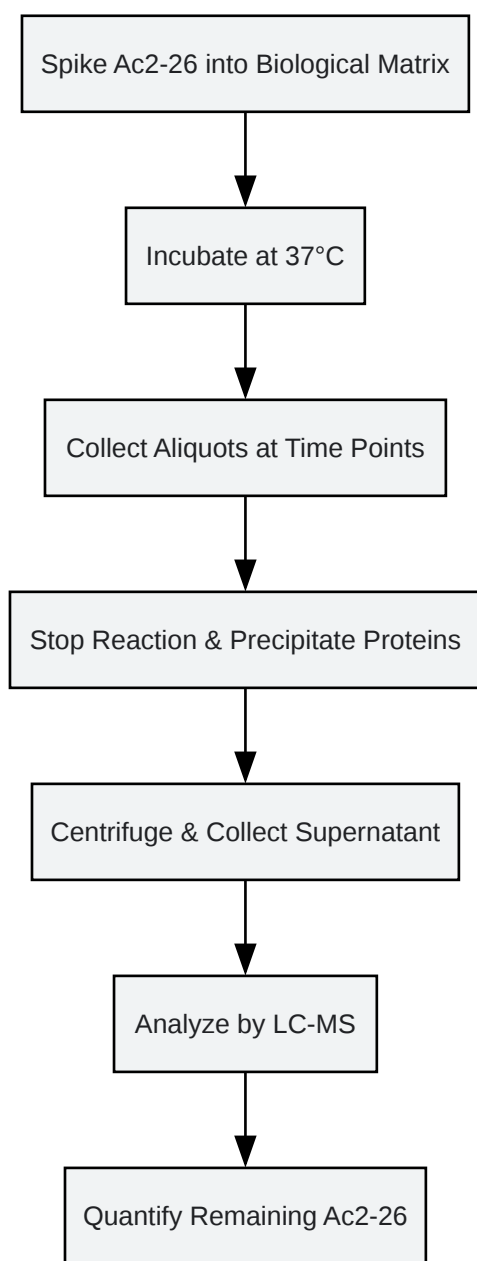 Spike Ac2-26 into Biological Matrix
Incubate at 37°C
Collect Aliquots at Time Points
Stop Reaction & Precipitate Proteins
Centrifuge & Collect Supernatant
Analyze by LC-MS
Quantify Remaining Ac2-26